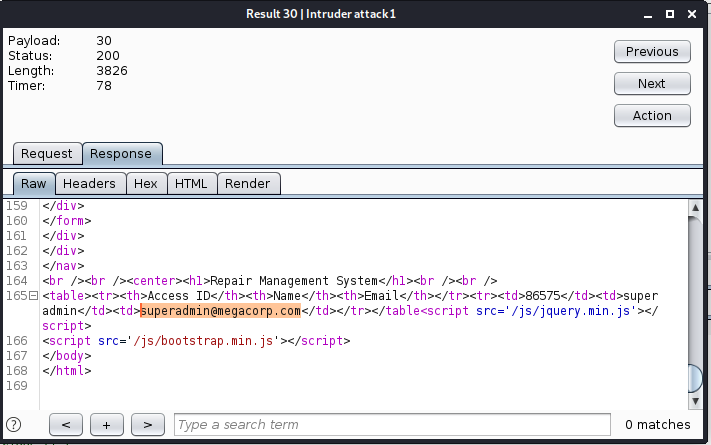 Result 30 | Intruder attack1
Payload: 30
Status: 200
Length: 3826
Timer: 78
Previous
Next
Action
Request Response
Raw Headers Hex HTML Render
159 </div>
160 </form>
161 </div>
162 </div>
163 </nav>
164 <br /><br /><center><h1>Repair Management System</h1><br /><br />
165 <table><tr><th>Access ID</th><th>Name</th><th>Email</th></tr><tr><td>86575</td><td>super
admin</td><td>superadmin@megacorp.com</td></tr></table<script src='/js/jquery.min.js'></
script>
166 <script src='/js/bootstrap.min.js'></script>
167 </body>
168 </html>
169
? < + > Type a search term 0 matches